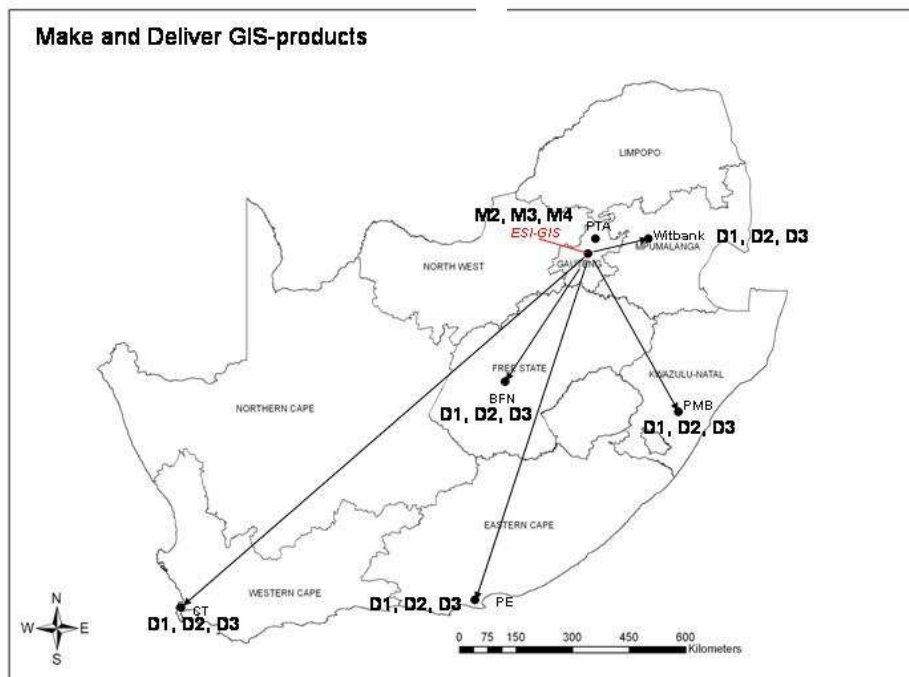 Make and Deliver GIS-products
LIMPOPO
M2, M3, M4
PTA
ESI-GIS
Witbank
D1, D2, D3
MPUMALANGA
NORTH WEST
GAUTENG
FREE STATE
KWAZULU-NATAL
BFN
NORTHERN CAPE
D1, D2, D3
PMB
D1, D2, D3
EASTERN CAPE
WESTERN CAPE
D1, D2, D3
PE
CT
D1, D2, D3
N
W
E
S
0 75 150 300 450 600
Kilometers